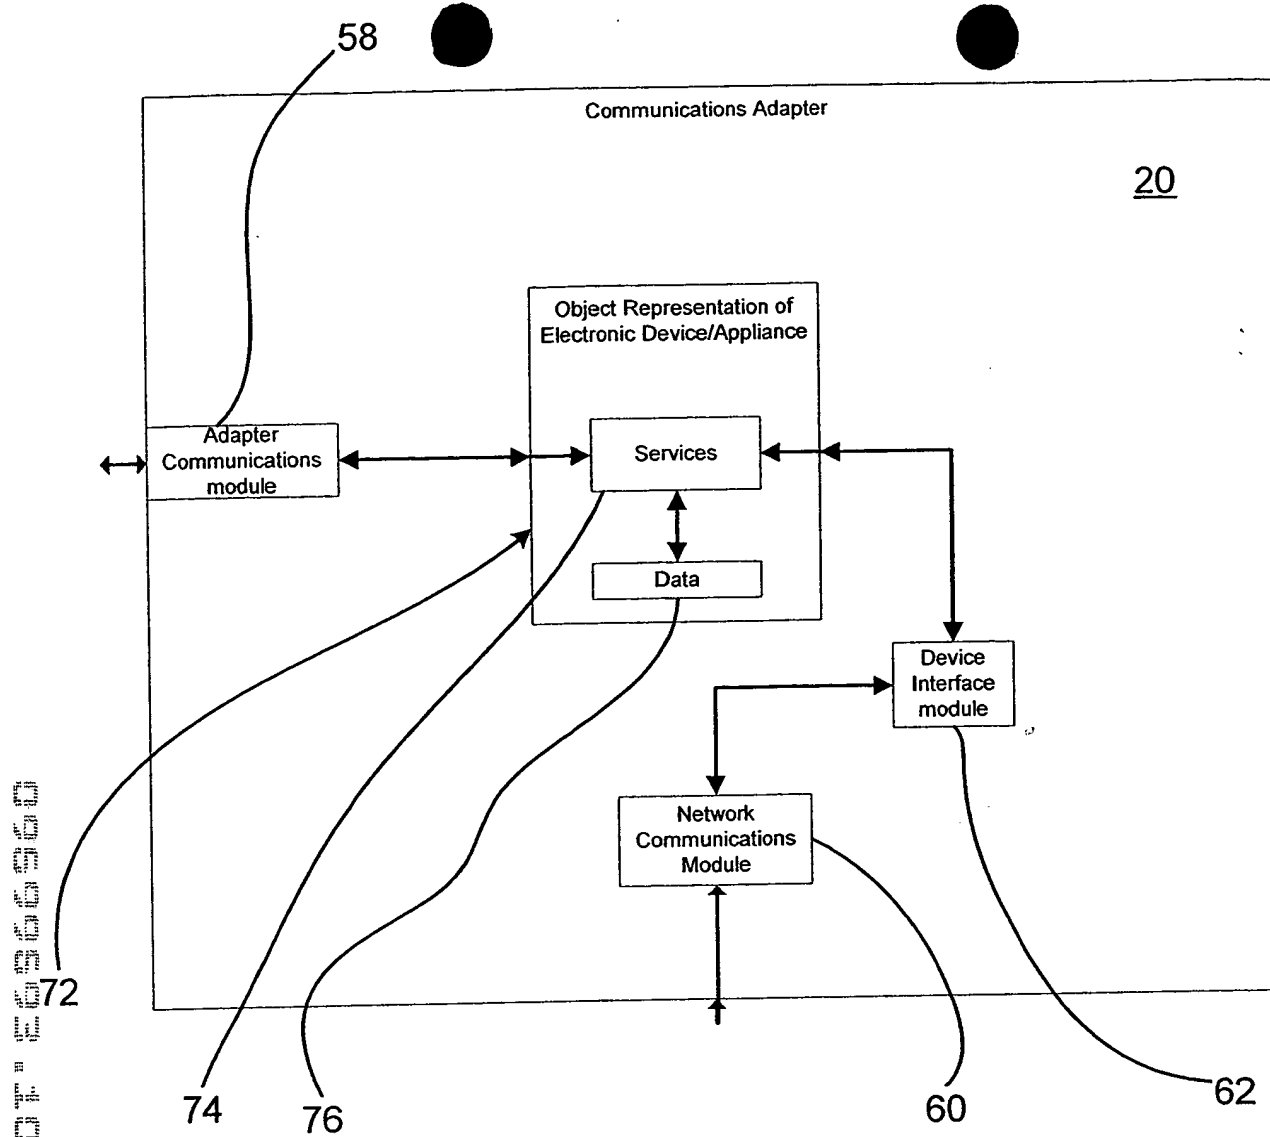 58
Communications Adapter
20
Object Representation of
Electronic Device/Appliance
Adapter
Communications
module
Services
Data
Device
Interface
module
Network
Communications
Module
72
74
76
60
62